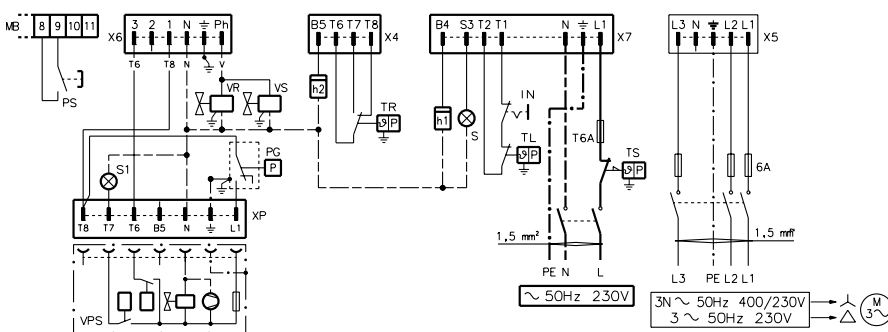 MB 8 9 10 11
PS
X6 3 2 1 N Ph
T6 T8 N V
VR VS
S1
PG
P
XP
T8 T7 T6 B5 N L1
VPS
B5 T6 T7 T8 X4
h2
TR
ϑ P
B4 S3 T2 T1 N L1 X7
h1
S
IN
TL
ϑ P
T6A
TS
ϑ P
1,5 mm²
PE N L
~ 50Hz 230V
L3 N L2 L1 X5
6A
1,5 mm²
L3 PE L2 L1
3N ~ 50Hz 400/230V
3 ~ 50Hz 230V
M
3~